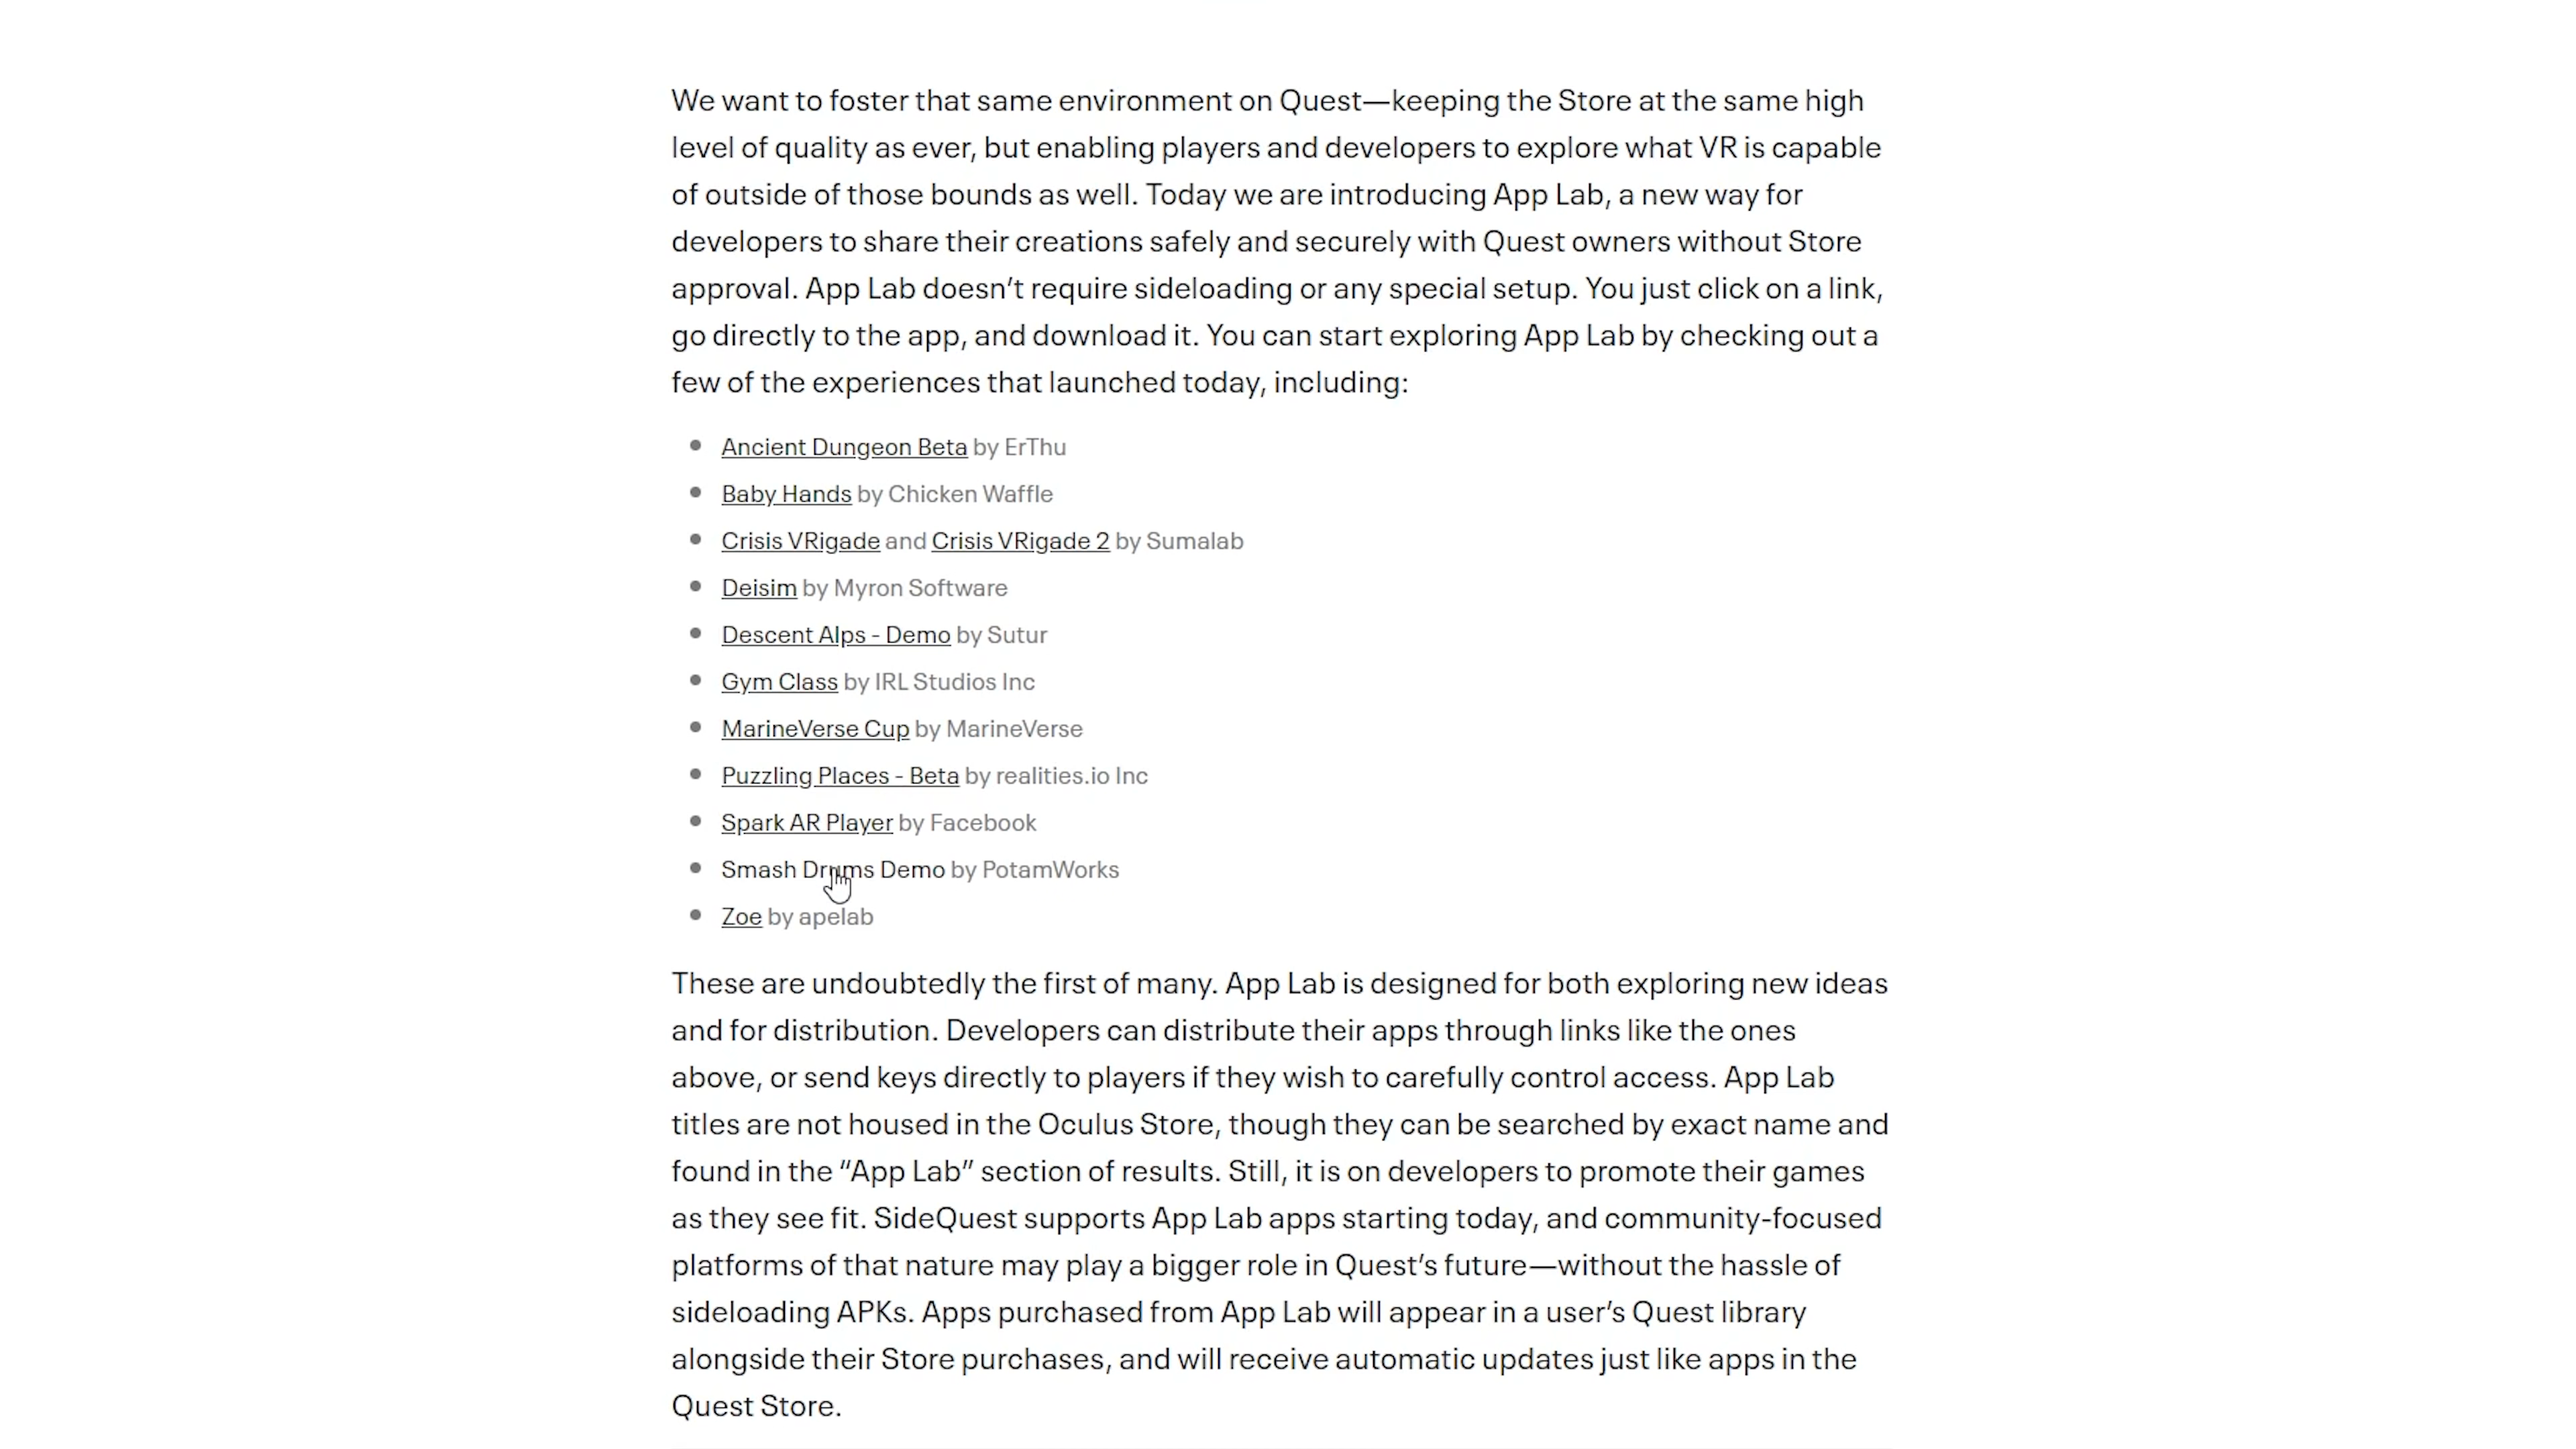 We want to foster that same environment on Quest—keeping the Store at the same high
level of quality as ever, but enabling players and developers to explore what VR is capable
of outside of those bounds as well. Today we are introducing App Lab, a new way for
developers to share their creations safely and securely with Quest owners without Store
approval. App Lab doesn’t require sideloading or any special setup. You just click on a link,
go directly to the app, and download it. You can start exploring App Lab by checking out a
few of the experiences that launched today, including:
Ancient Dungeon Beta by ErThu
Baby Hands by Chicken Waffle
Crisis VRigade and Crisis VRigade 2 by Sumalab
Deisim by Myron Software
Descent Alps - Demo by Sutur
Gym Class by IRL Studios Inc
MarineVerse Cup by MarineVerse
Puzzling Places - Beta by realities.io Inc
Spark AR Player by Facebook
Smash Drums Demo by PotamWorks
Zoe by apelab
These are undoubtedly the first of many. App Lab is designed for both exploring new ideas
and for distribution. Developers can distribute their apps through links like the ones
above, or send keys directly to players if they wish to carefully control access. App Lab
titles are not housed in the Oculus Store, though they can be searched by exact name and
found in the “App Lab” section of results. Still, it is on developers to promote their games
as they see fit. SideQuest supports App Lab apps starting today, and community-focused
platforms of that nature may play a bigger role in Quest’s future—without the hassle of
sideloading APKs. Apps purchased from App Lab will appear in a user’s Quest library
alongside their Store purchases, and will receive automatic updates just like apps in the
Quest Store.